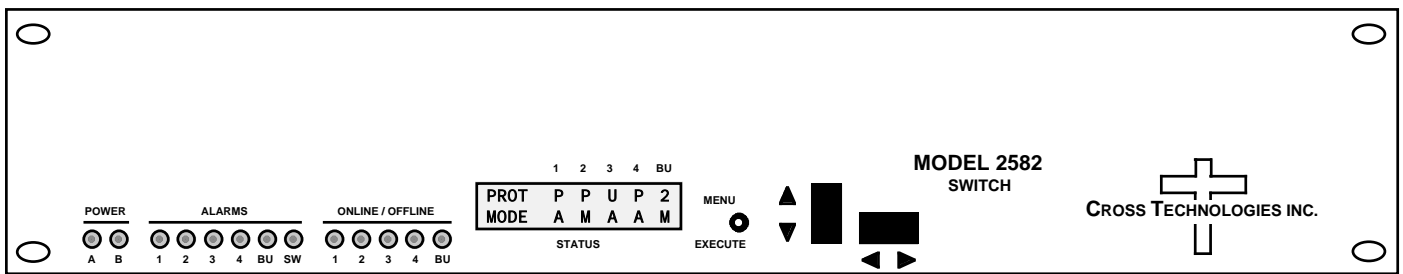 1 2 3 4 BU
PROT P P U P 2
MODE A M A A M
STATUS
MENU
EXECUTE
MODEL 2582
SWITCH
CROSS TECHNOLOGIES INC.
POWER
A B
ALARMS
1 2 3 4 BU SW
ONLINE / OFFLINE
1 2 3 4 BU